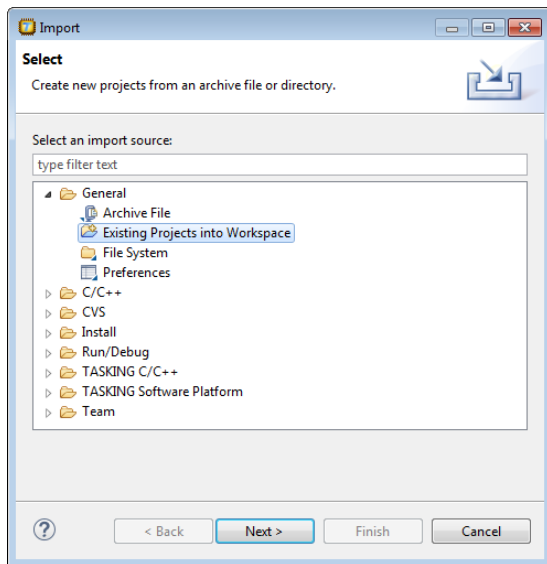 Import
Select
Create new projects from an archive file or directory.
Select an import source:
type filter text
General
Archive File
Existing Projects into Workspace
File System
Preferences
C/C++
CVS
Install
Run/Debug
TASKING C/C++
TASKING Software Platform
Team
? < Back Next > Finish Cancel